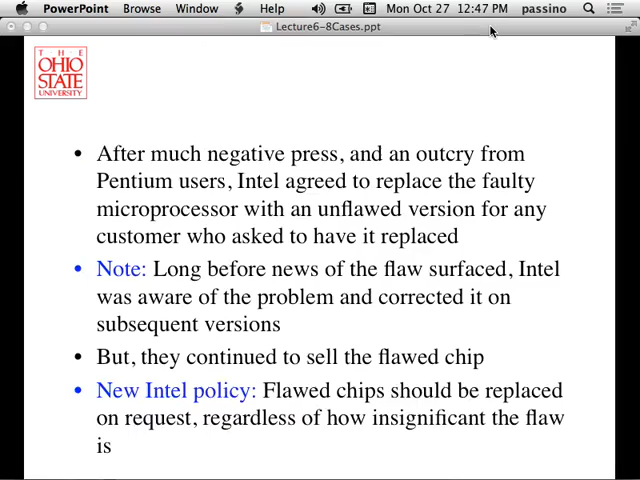 PowerPoint Browse Window Help Mon Oct 27 12:47 PM passino
Lecture6-8Cases.ppt
T·H·E
OHIO
STATE
UNIVERSITY
• After much negative press, and an outcry from
Pentium users, Intel agreed to replace the faulty
microprocessor with an unflawed version for any
customer who asked to have it replaced
• Note: Long before news of the flaw surfaced, Intel
was aware of the problem and corrected it on
subsequent versions
• But, they continued to sell the flawed chip
• New Intel policy: Flawed chips should be replaced
on request, regardless of how insignificant the flaw
is